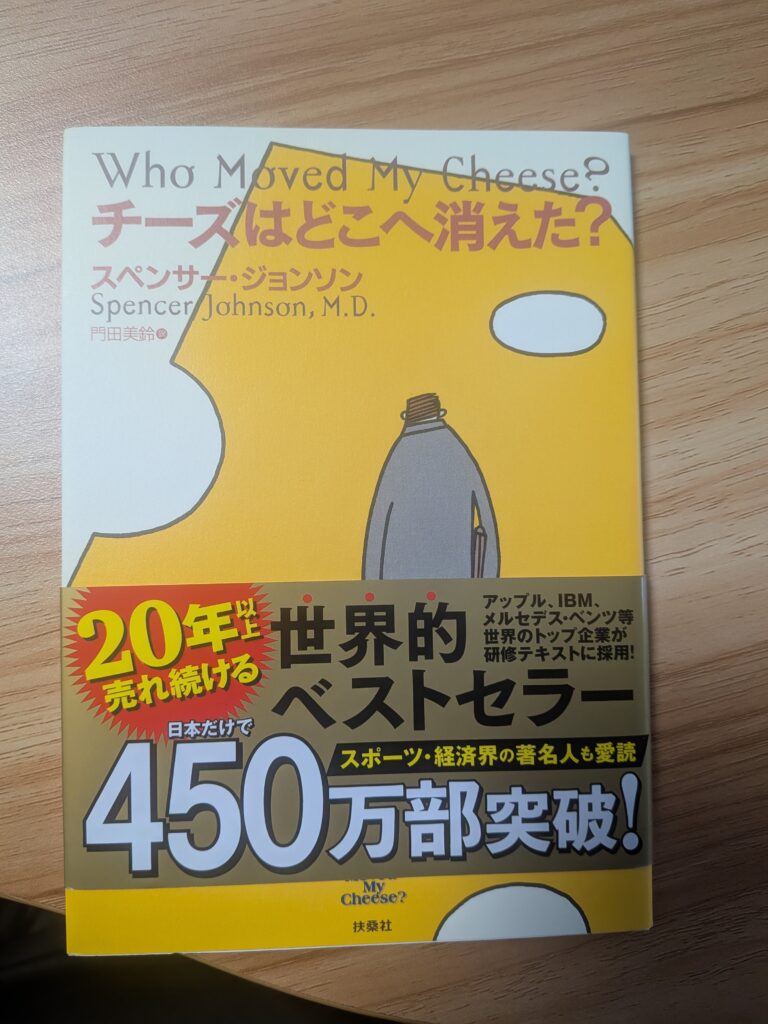 Who Moved My Cheese?
チーズはどこへ消えた?
スペンサー・ジョンソン
Spencer Johnson, M.D.
門田美鈴 訳
20年以上
売れ続ける
世界的
ベストセラー
アップル、IBM、
メルセデス・ベンツ等
世界のトップ企業が
研修テキストに採用!
日本だけで
スポーツ・経済界の著名人も愛読
450万部突破!
My
Cheese?
扶桑社